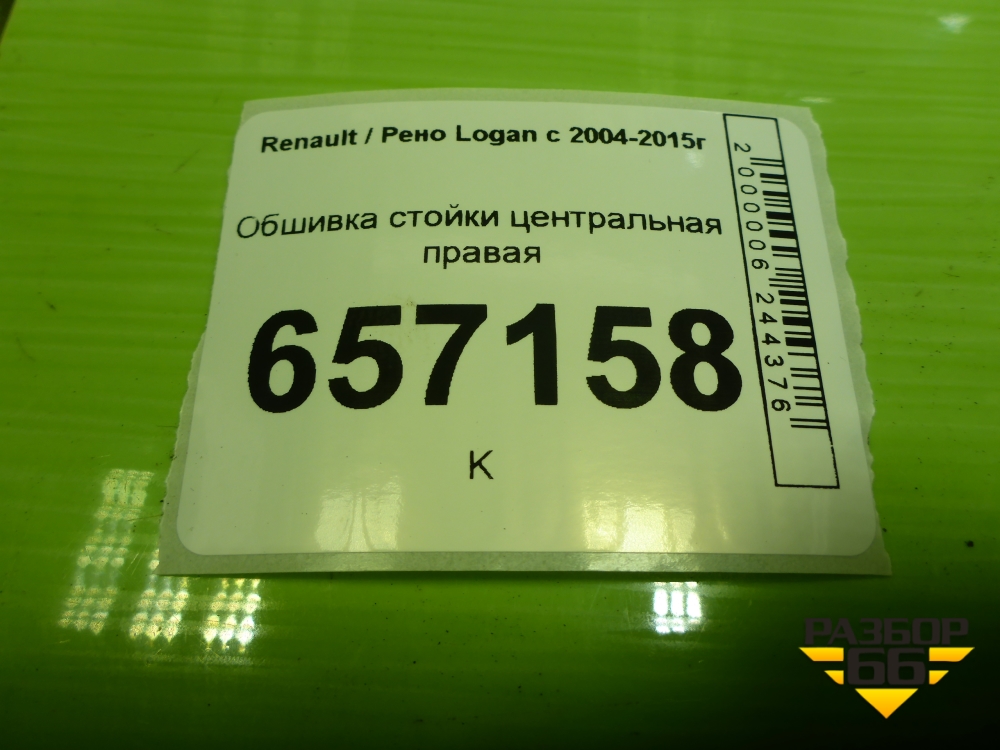 Renault / Рено Logan с 2004-2015г
Обшивка стойки центральная
правая
657158
К
2000006244376
РАЗБОР
66